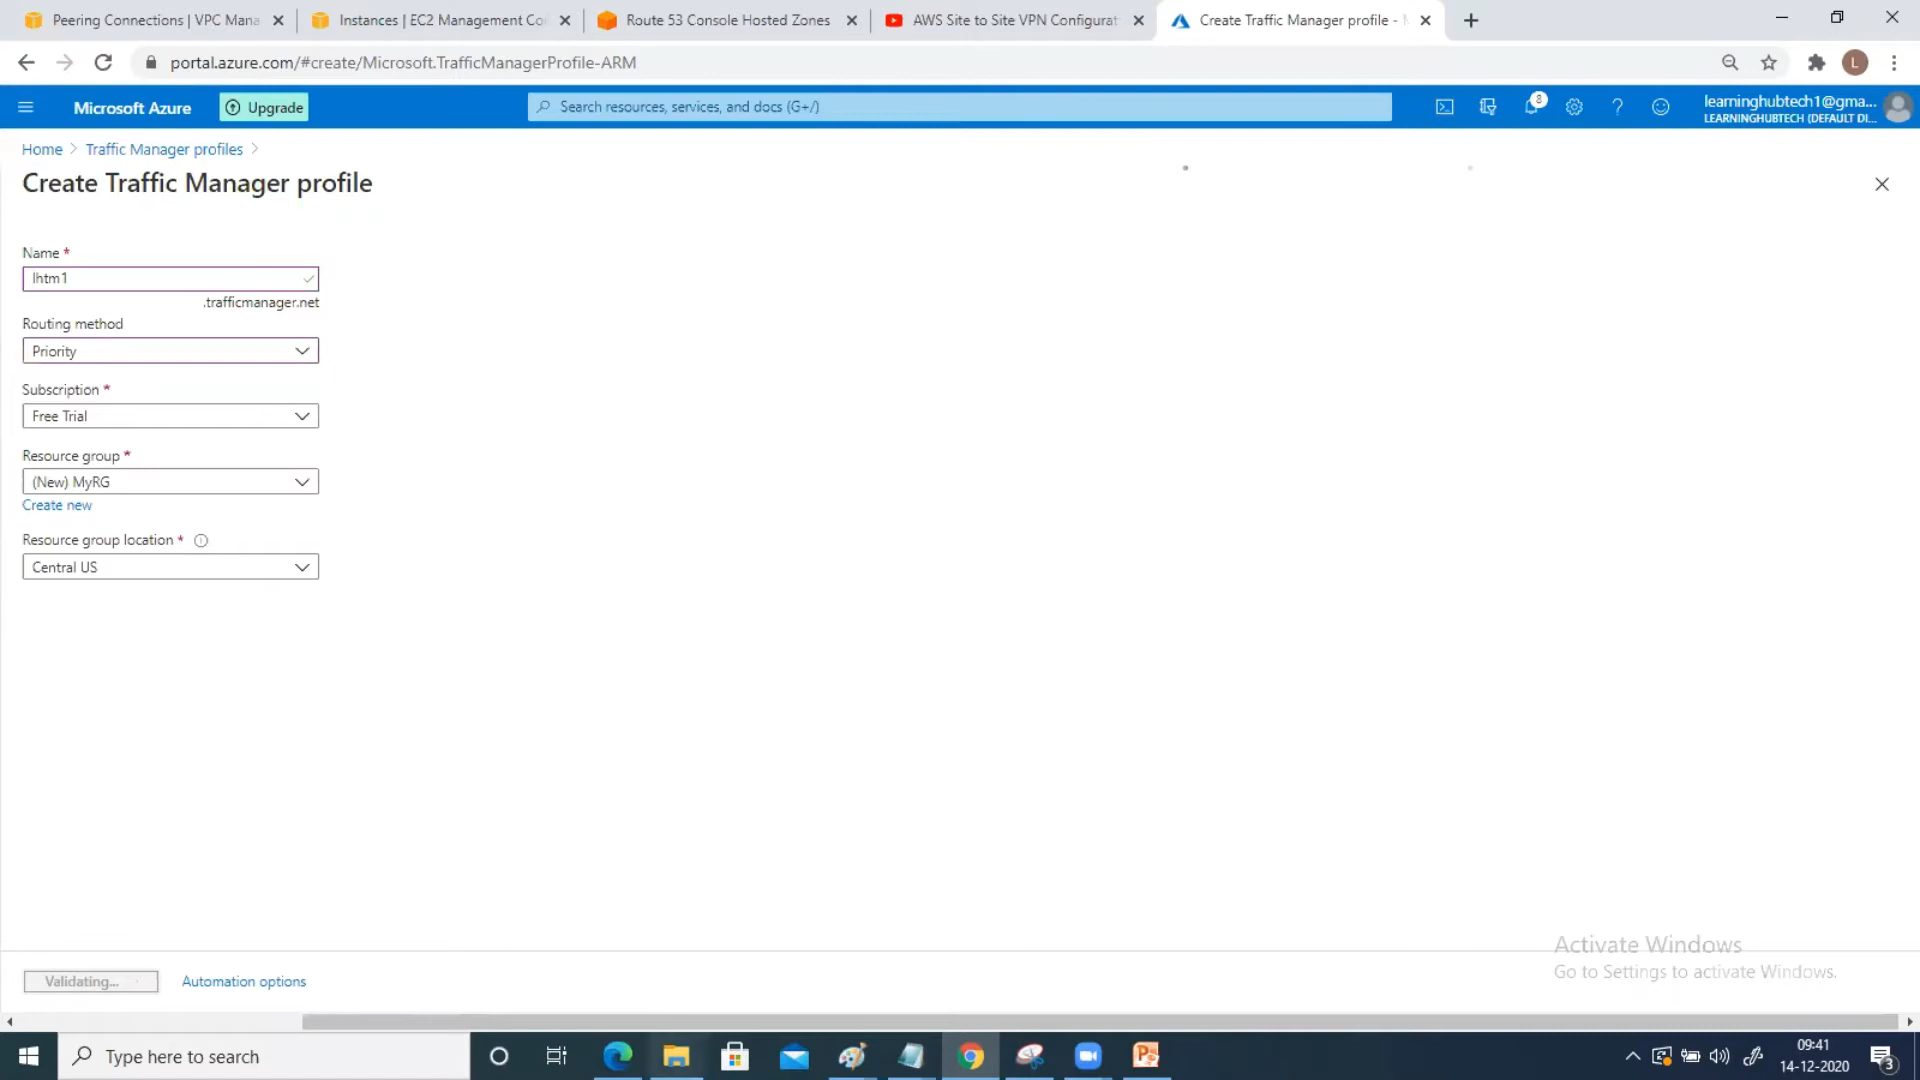 Peering Connections | VPC Mana
Instances | EC2 Management Co
Route 53 Console Hosted Zones
AWS Site to Site VPN Configurat
Create Traffic Manager profile -
portal.azure.com/#create/Microsoft.TrafficManagerProfile-ARM
L
Microsoft Azure
Upgrade
Search resources, services, and docs (G+/)
8
learninghubtech1@gma...
LEARNINGHUBTECH (DEFAULT DI...
Home > Traffic Manager profiles >
Create Traffic Manager profile
Name *
lhtm1
.trafficmanager.net
Routing method
Priority
Subscription *
Free Trial
Resource group *
(New) MyRG
Create new
Resource group location *
Central US
Activate Windows
Go to Settings to activate Windows.
Validating...
Automation options
Type here to search
09:41
14-12-2020
3